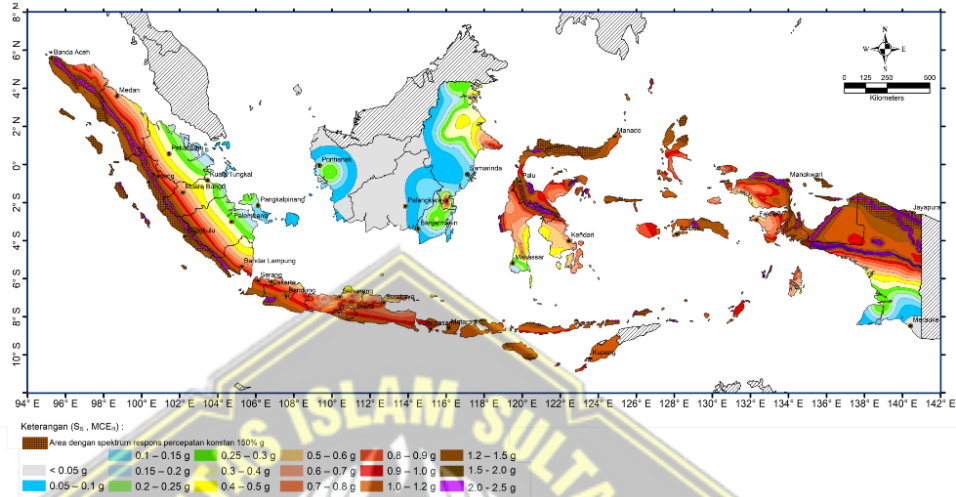 8° N
6° N
4° N
2° N
0°
2° S
4° S
6° S
8° S
10° S
N
W E
S
0 125 250 500
Kilometers
Banda Aceh
Medan
Pekanbaru
Padang
Kuala Tungkal
Muara Bungo
Pangkalpinang
Palembang
Bengkulu
Bandar Lampung
Serang
Jakarta
Bandung
Semarang
Surabaya
Mataram
Kupang
Pontianak
Samarinda
Palangkaraya
Banjarmasin
Manado
Palu
Kendari
Makassar
Manokwari
Jayapura
Merauke
94° E 96° E 98° E 100° E 102° E 104° E 106° E 108° E 110° E 112° E 114° E 116° E 118° E 120° E 122° E 124° E 126° E 128° E 130° E 132° E 134° E 136° E 138° E 140° E 142° E
ISLAM SULTA
Keterangan (S_S , MCE_R) :
Area dengan spektrum respons percepatan konstan 150% g
0.1 – 0.15 g 0.25 – 0.3 g 0.5 – 0.6 g 0.8 – 0.9 g 1.2 – 1.5 g
< 0.05 g 0.15 – 0.2 g 0.3 – 0.4 g 0.6 – 0.7 g 0.9 – 1.0 g 1.5 - 2.0 g
0.05 – 0.1 g 0.2 – 0.25 g 0.4 – 0.5 g 0.7 – 0.8 g 1.0 – 1.2 g 2.0 - 2.5 g